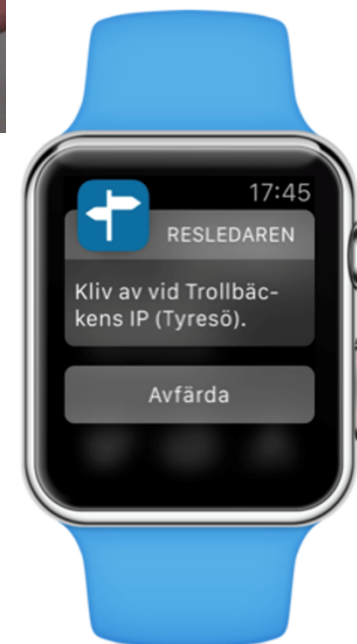 17:45
RESLEDAREN
Kliv av vid Trollbäc-
kens IP (Tyresö).
Avfärda